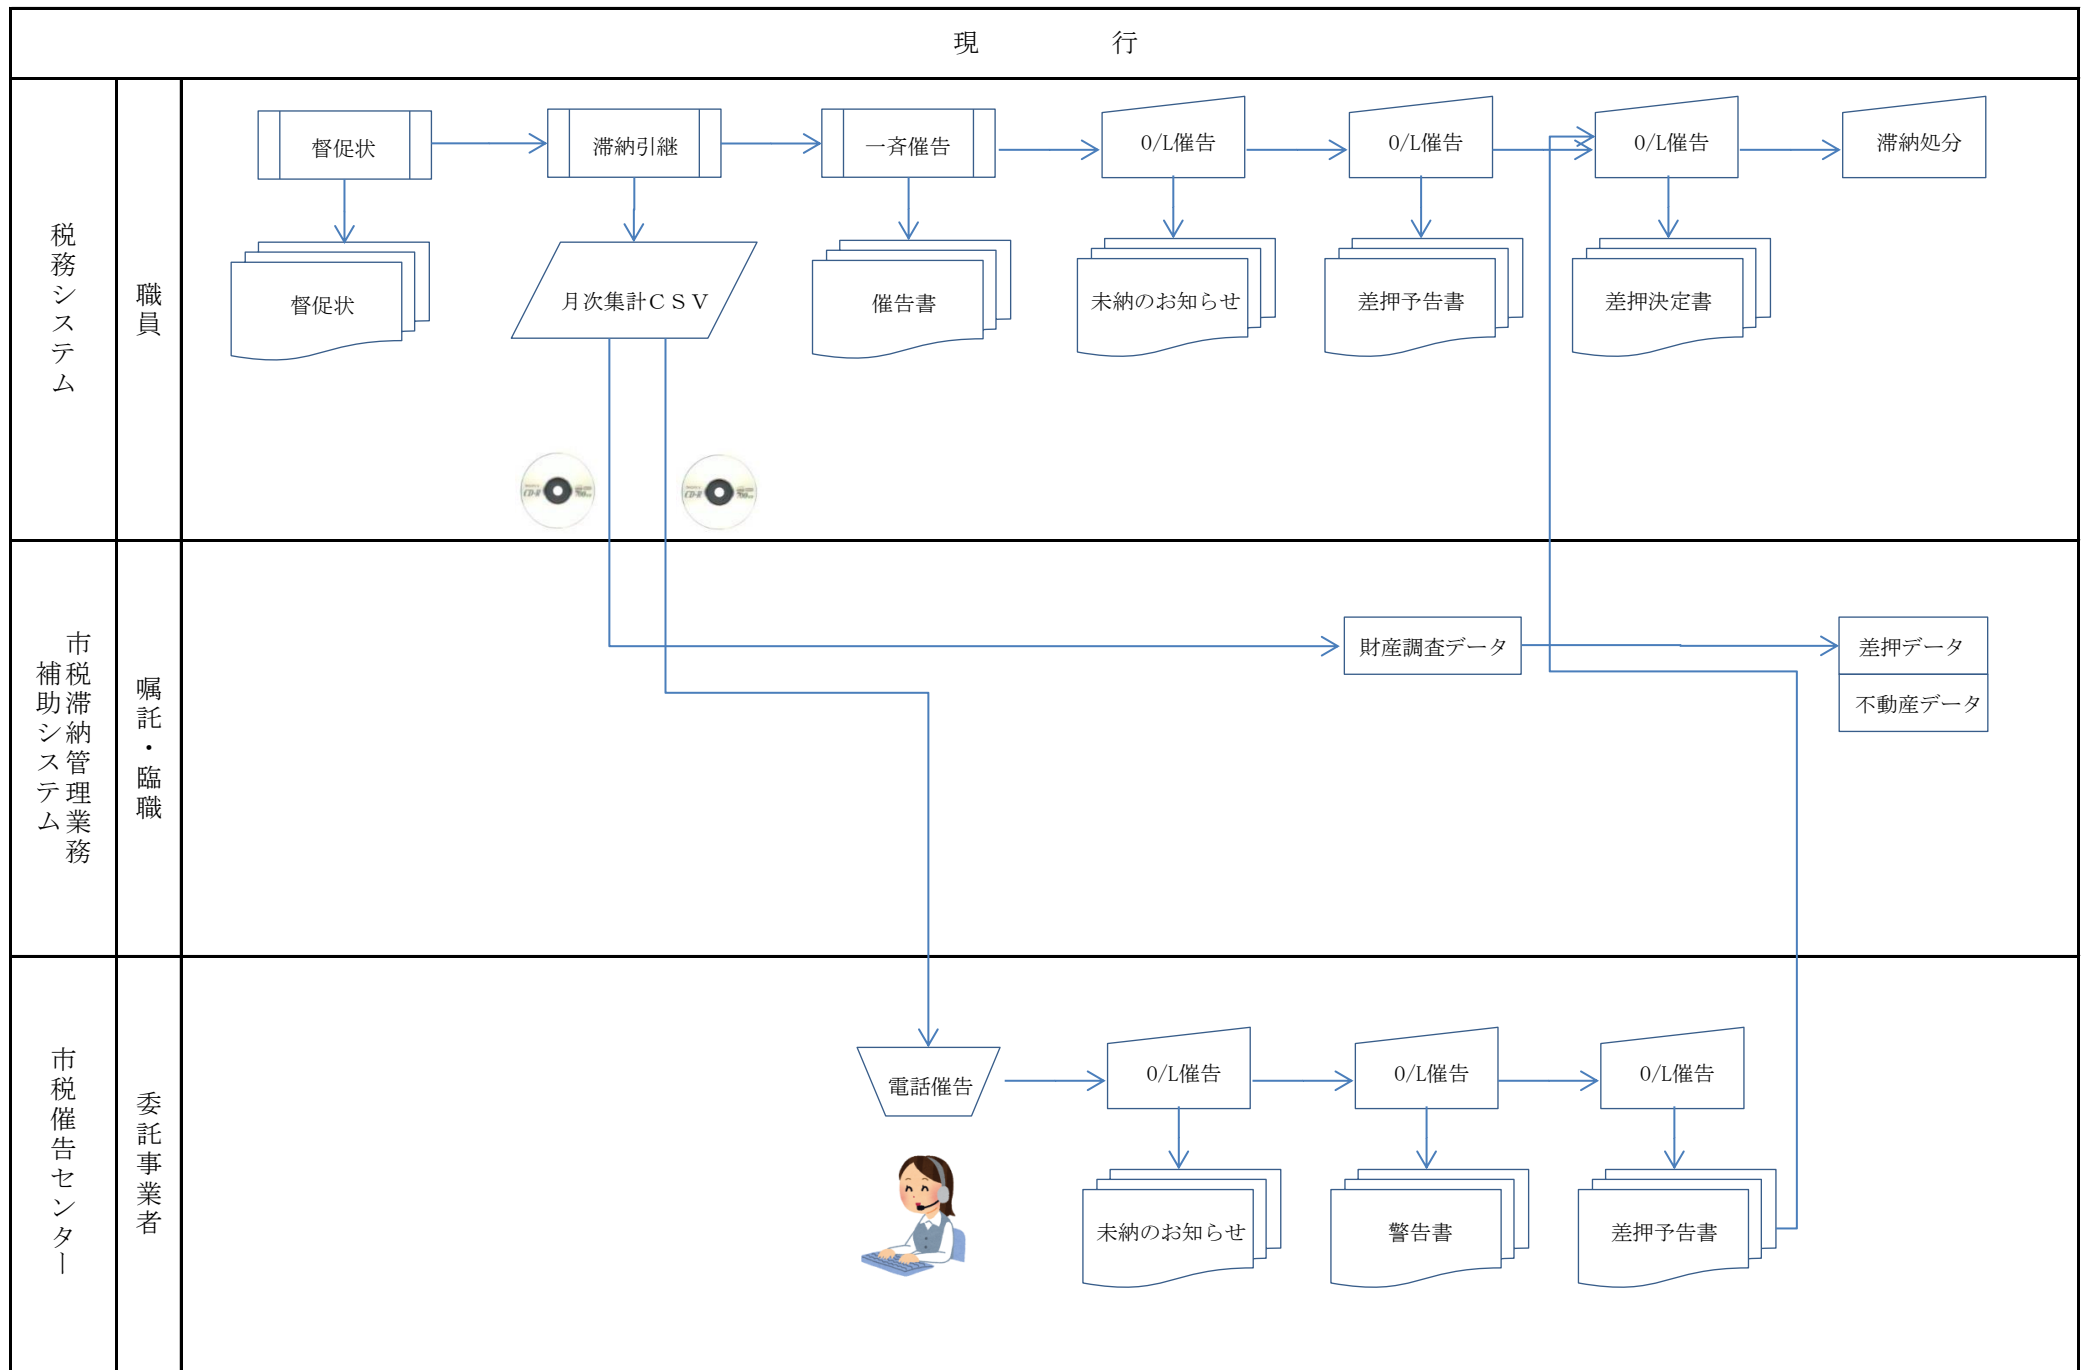 現　行
税務システム
職員
督促状
滞納引継
一斉催告
O/L催告
O/L催告
O/L催告
滞納処分
督促状
月次集計ＣＳＶ
催告書
未納のお知らせ
差押予告書
差押決定書
CD-R
CD-R
市税滞納管理業務
補助システム
嘱託・臨職
財産調査データ
差押データ
不動産データ
市税催告センター
委託事業者
電話催告
O/L催告
O/L催告
O/L催告
未納のお知らせ
警告書
差押予告書